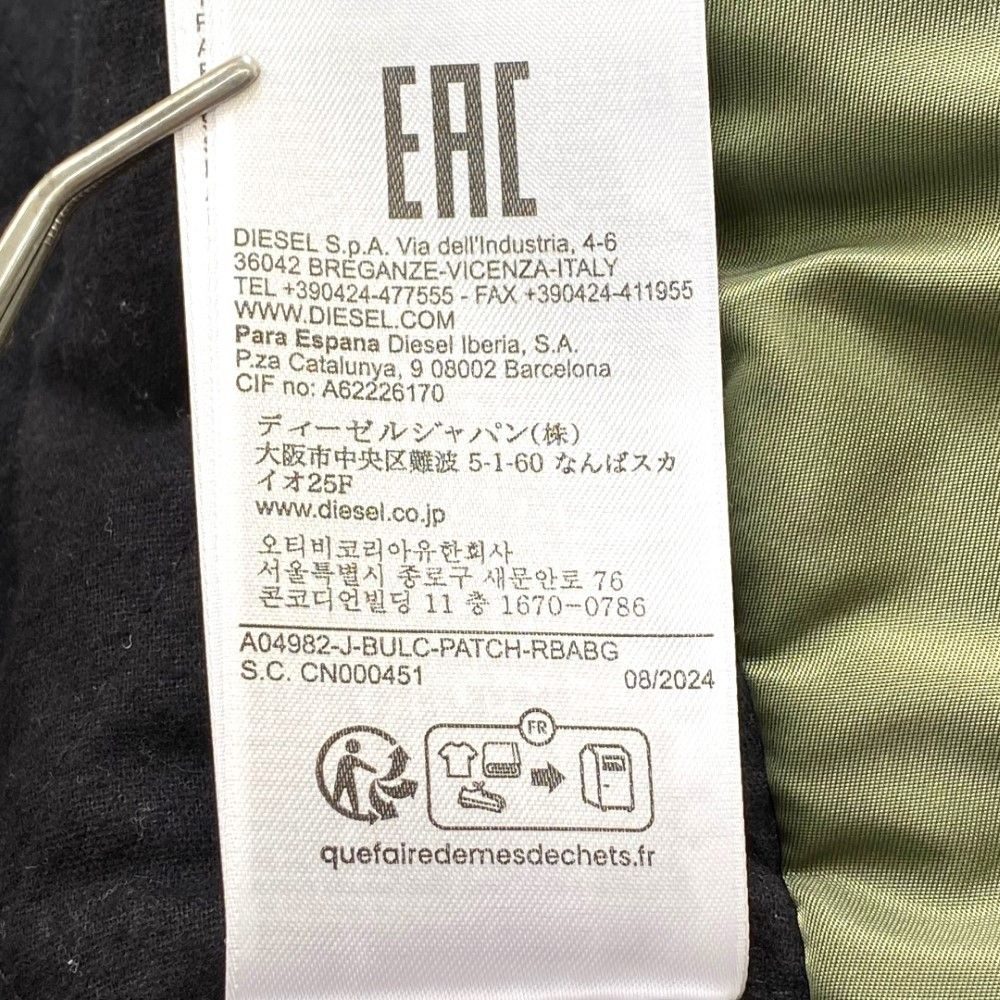 EAC
DIESEL S.p.A. Via dell'Industria, 4-6
36042 BREGANZE-VICENZA-ITALY
TEL +390424-477555 - FAX +390424-411955
WWW.DIESEL.COM
Para Espana Diesel Iberia, S.A.
P.za Catalunya, 9 08002 Barcelona
CIF no: A62226170
ディーゼルジャパン(株)
大阪市中央区難波 5-1-60 なんばスカ
イオ25F
www.diesel.co.jp
오티비코리아유한회사
서울특별시 종로구 새문안로 76
콘코디언빌딩 11 층 1670-0786
A04982-J-BULC-PATCH-RBABG
S.C. CN000451 08/2024
FR
quefairedemesdechets.fr